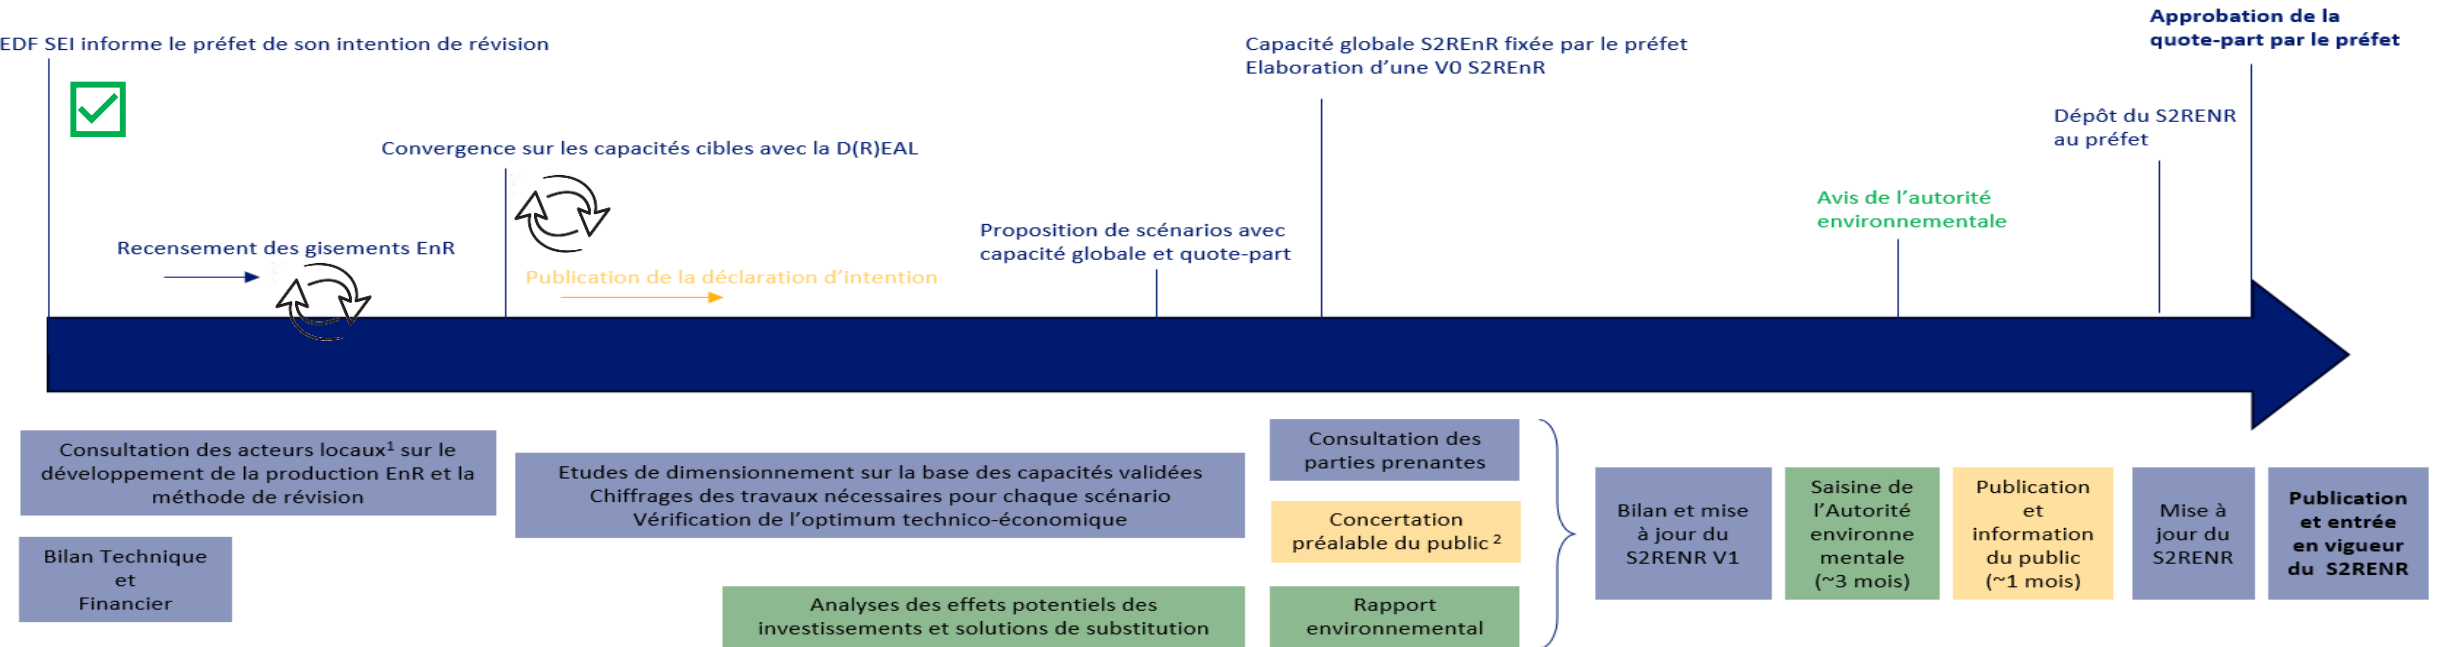 EDF SEI informe le préfet de son intention de révision
Recensement des gisements EnR
Convergence sur les capacités cibles avec la D(R)EAL
Publication de la déclaration d’intention
Proposition de scénarios avec
capacité globale et quote-part
Capacité globale S2REnR fixée par le préfet
Elaboration d’une V0 S2REnR
Avis de l’autorité
environnementale
Dépôt du S2RENR
au préfet
Approbation de la
quote-part par le préfet
Consultation des acteurs locaux¹ sur le
développement de la production EnR et la
méthode de révision
Bilan Technique
et
Financier
Etudes de dimensionnement sur la base des capacités validées
Chiffrages des travaux nécessaires pour chaque scénario
Vérification de l’optimum technico-économique
Analyses des effets potentiels des
investissements et solutions de substitution
Consultation des
parties prenantes
Concertation
préalable du public ²
Rapport
environnemental
Bilan et mise
à jour du
S2RENR V1
Saisine de
l’Autorité
environne
mentale
(~3 mois)
Publication
et
information
du public
(~1 mois)
Mise à
jour du
S2RENR
Publication
et entrée
en vigueur
du S2RENR